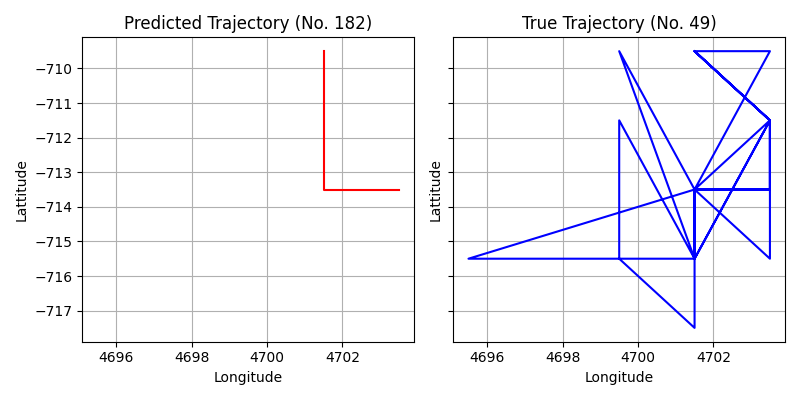 Predicted Trajectory (No. 182)
−710
−711
−712
−713
−714
−715
−716
−717
Lattitude
4696
4698
4700
4702
Longitude
True Trajectory (No. 49)
Lattitude
4696
4698
4700
4702
Longitude